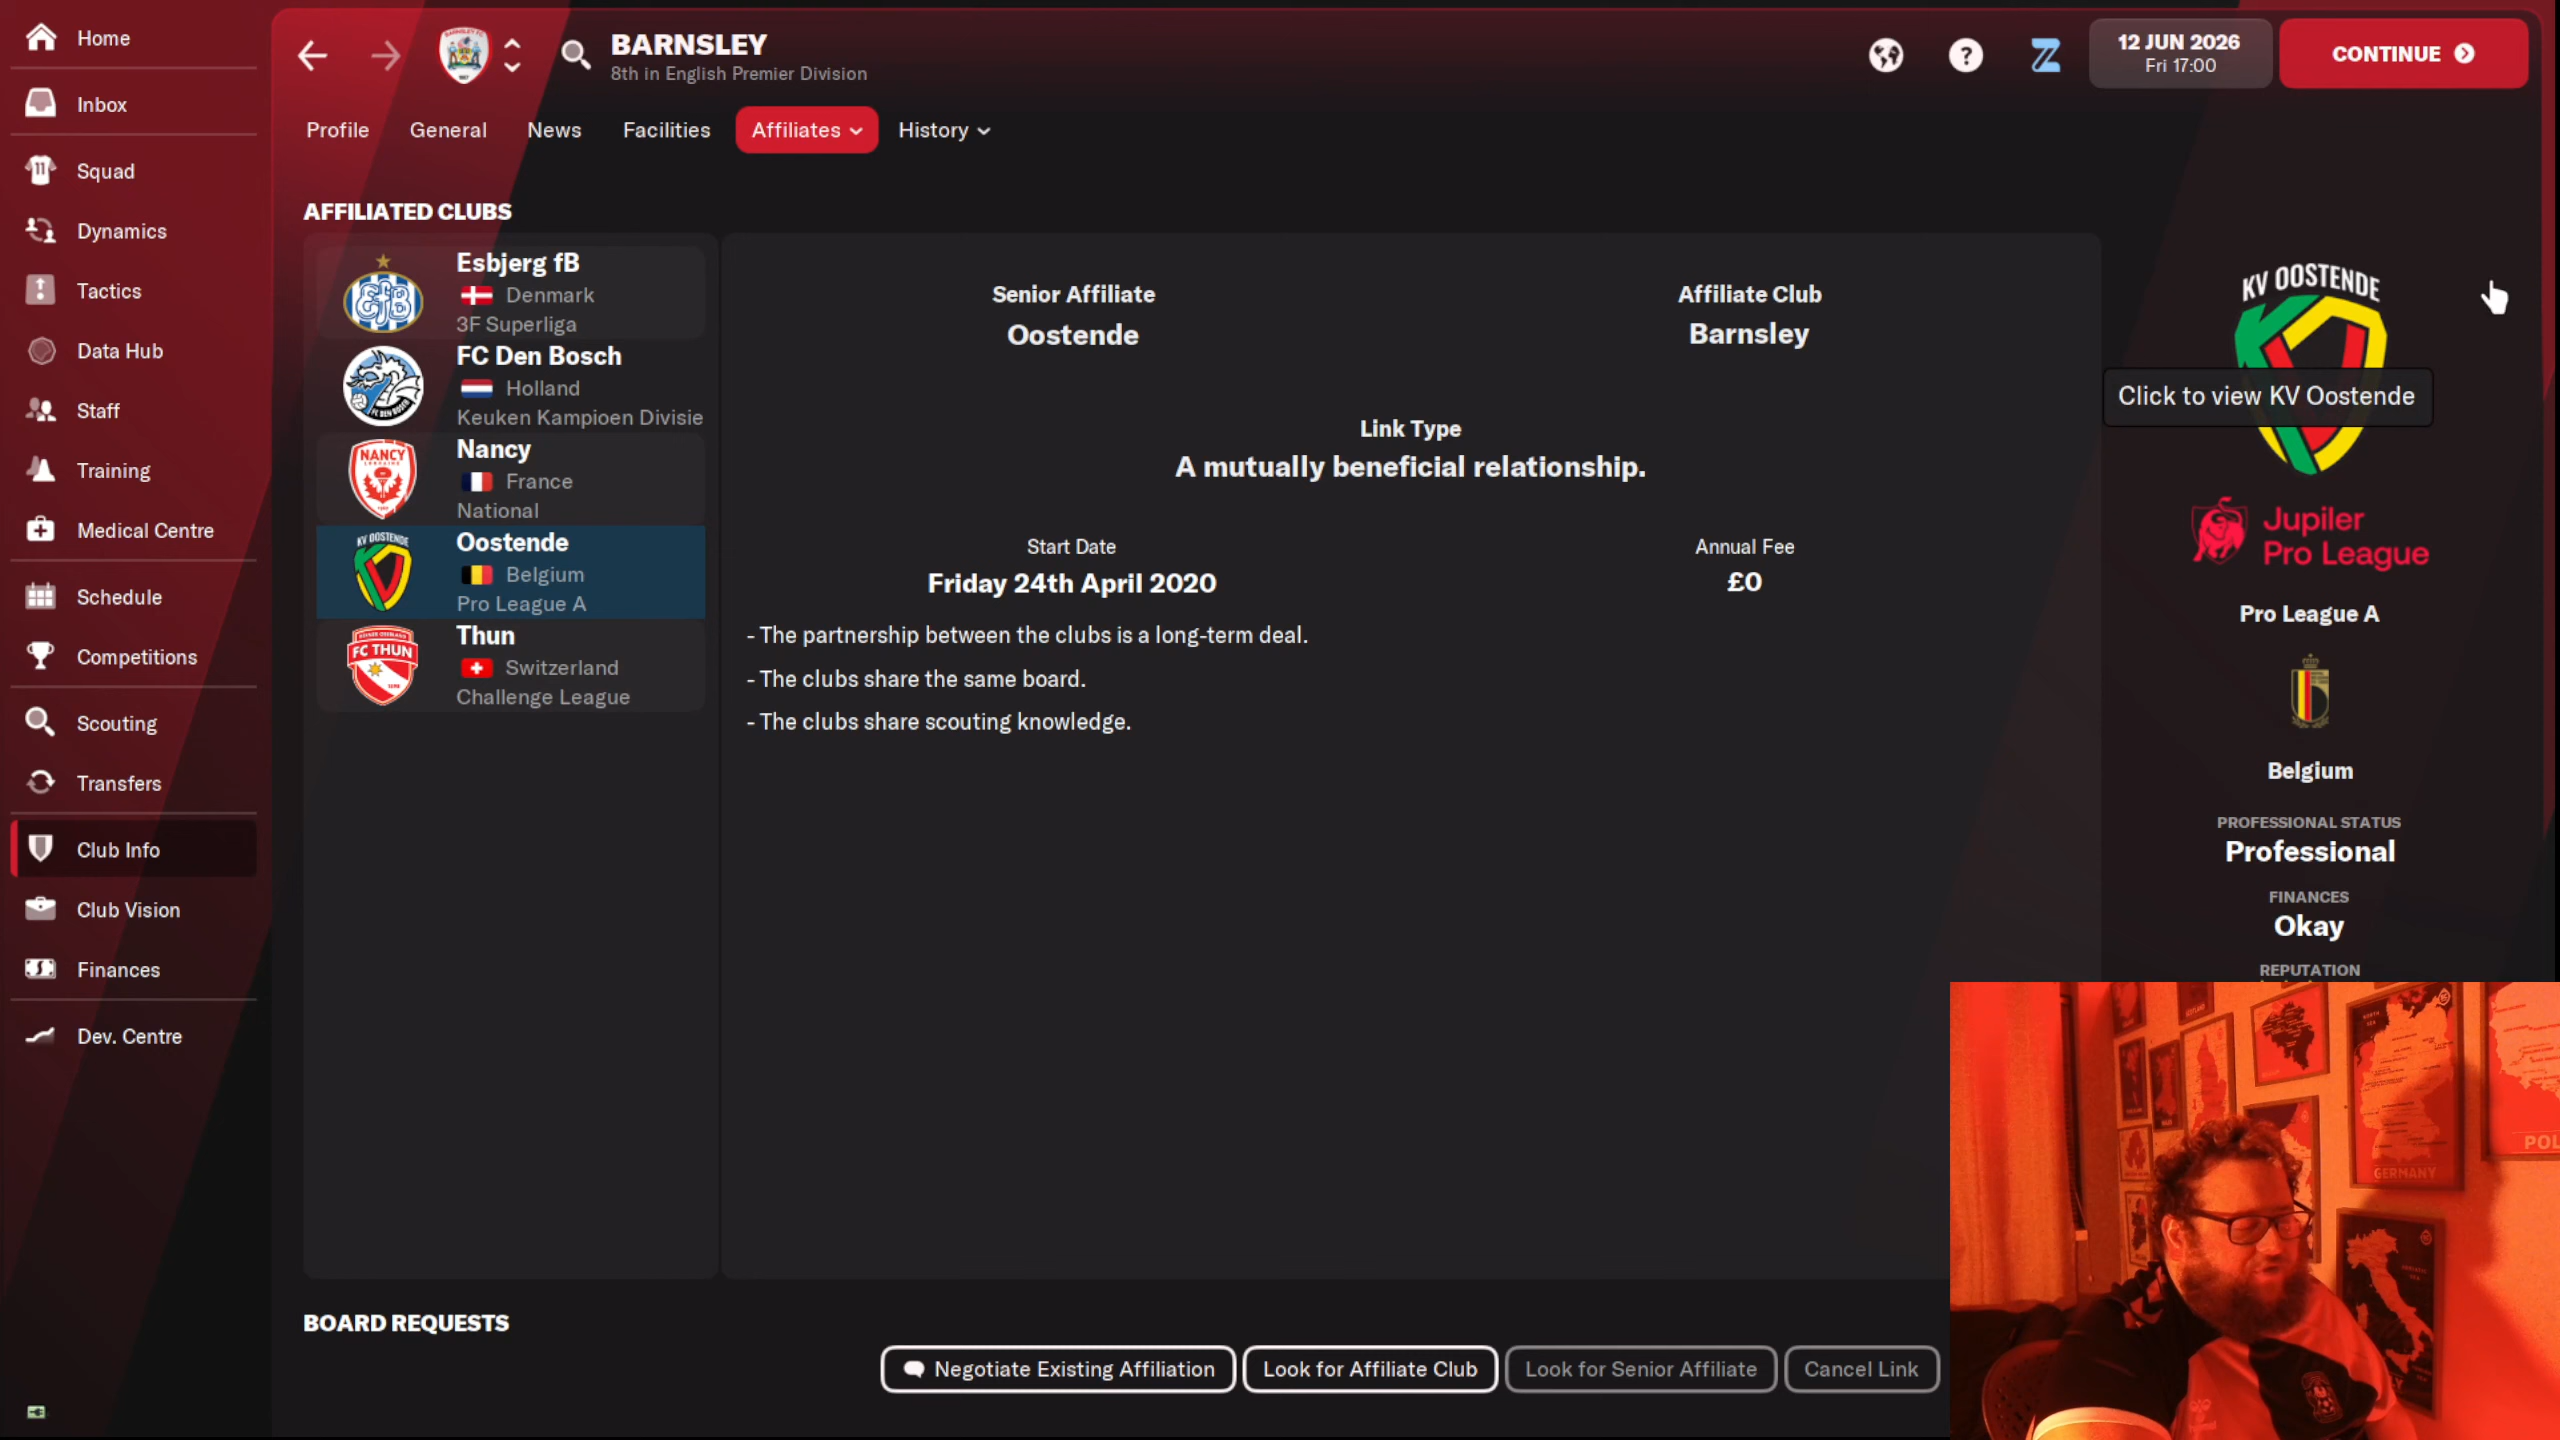 Home
Inbox
Squad
Dynamics
Tactics
Data Hub
Staff
Training
Medical Centre
Schedule
Competitions
Scouting
Transfers
Club Info
Club Vision
Finances
Dev. Centre
BARNSLEY
8th in English Premier Division
12 JUN 2026
Fri 17:00
CONTINUE
Profile
General
News
Facilities
Affiliates
History
AFFILIATED CLUBS
Esbjerg fB
Denmark
3F Superliga
FC Den Bosch
Holland
Keuken Kampioen Divisie
NANCY
Nancy
France
National
KV OOSTENDE
Oostende
Belgium
Pro League A
FC THUN
Thun
Switzerland
Challenge League
Senior Affiliate
Oostende
Affiliate Club
Barnsley
Link Type
A mutually beneficial relationship.
Start Date
Friday 24th April 2020
Annual Fee
£0
- The partnership between the clubs is a long-term deal.
- The clubs share the same board.
- The clubs share scouting knowledge.
KV OOSTENDE
Click to view KV Oostende
Jupiler
Pro League
Pro League A
Belgium
PROFESSIONAL STATUS
Professional
FINANCES
Okay
REPUTATION
GERMANY
POL
BOARD REQUESTS
Negotiate Existing Affiliation
Look for Affiliate Club
Look for Senior Affiliate
Cancel Link